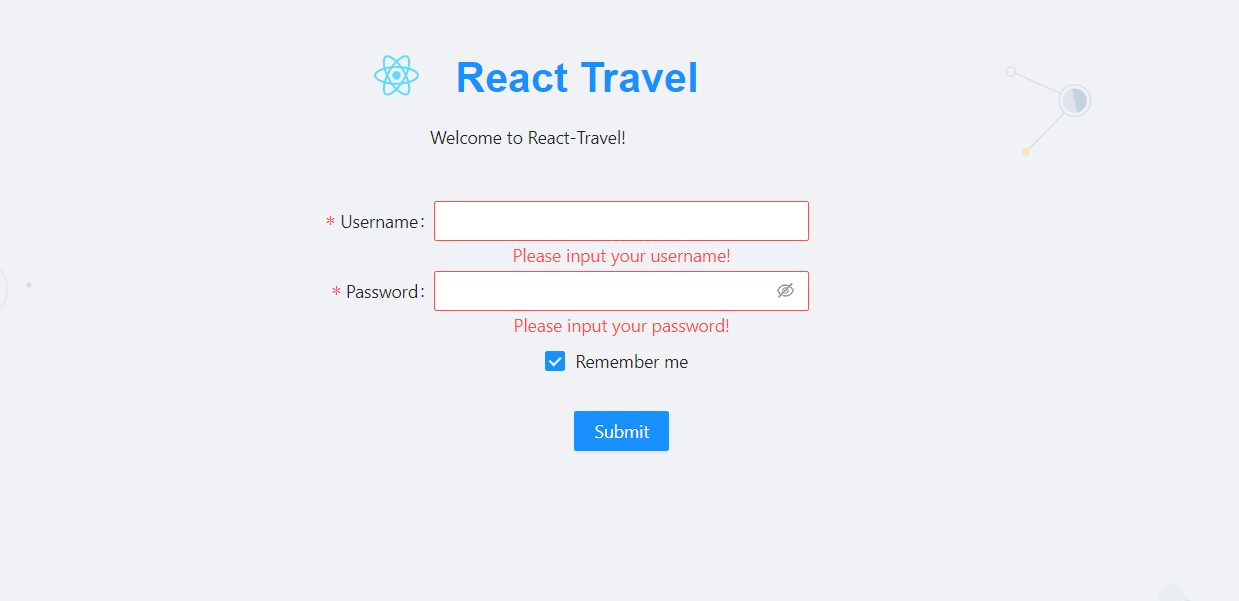 React Travel
Welcome to React-Travel!
* Username:
Please input your username!
* Password:
Please input your password!
Remember me
Submit